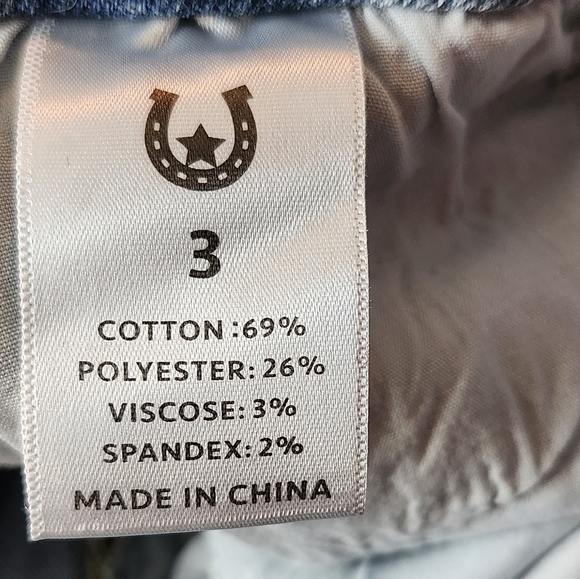 3
COTTON:69%
POLYESTER: 26%
VISCOSE: 3%
SPANDEX: 2%
MADE IN CHINA